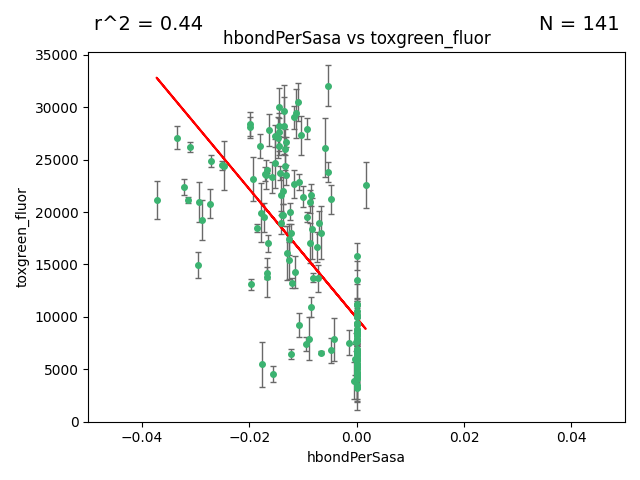 r^2 = 0.44
N = 141
hbondPerSasa vs toxgreen_fluor
35000
30000
25000
20000
15000
10000
5000
0
toxgreen_fluor
−0.04
−0.02
0.00
0.02
0.04
hbondPerSasa